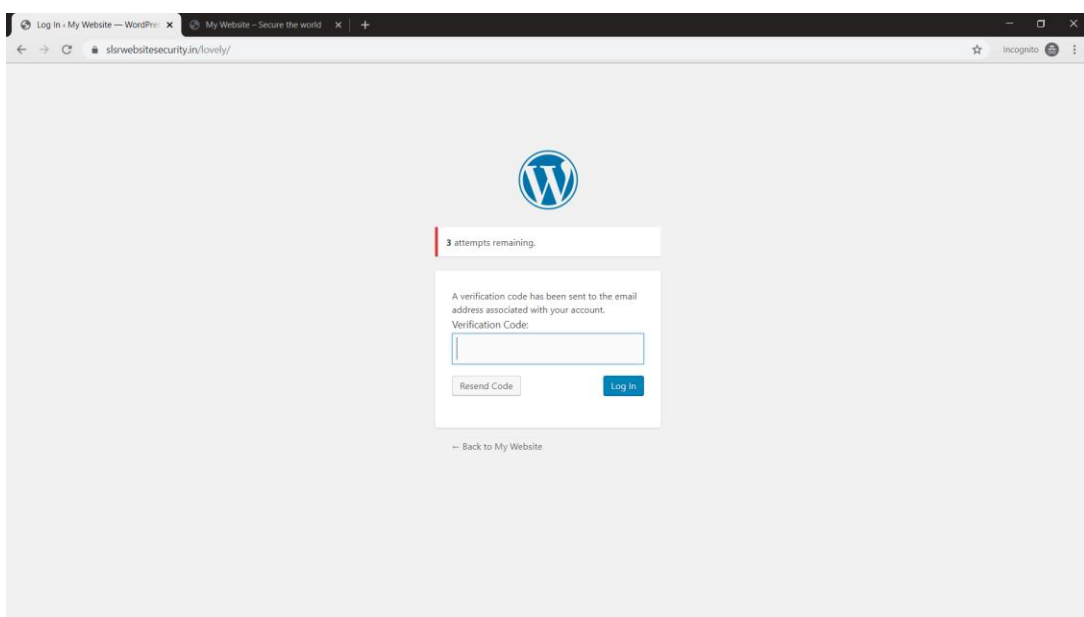 Log In ‹ My Website — WordPre
My Website – Secure the world
slsrwebsitesecurity.in/lovely/
Incognito
3 attempts remaining.
A verification code has been sent to the email
address associated with your account.
Verification Code:
Resend Code
Log In
← Back to My Website